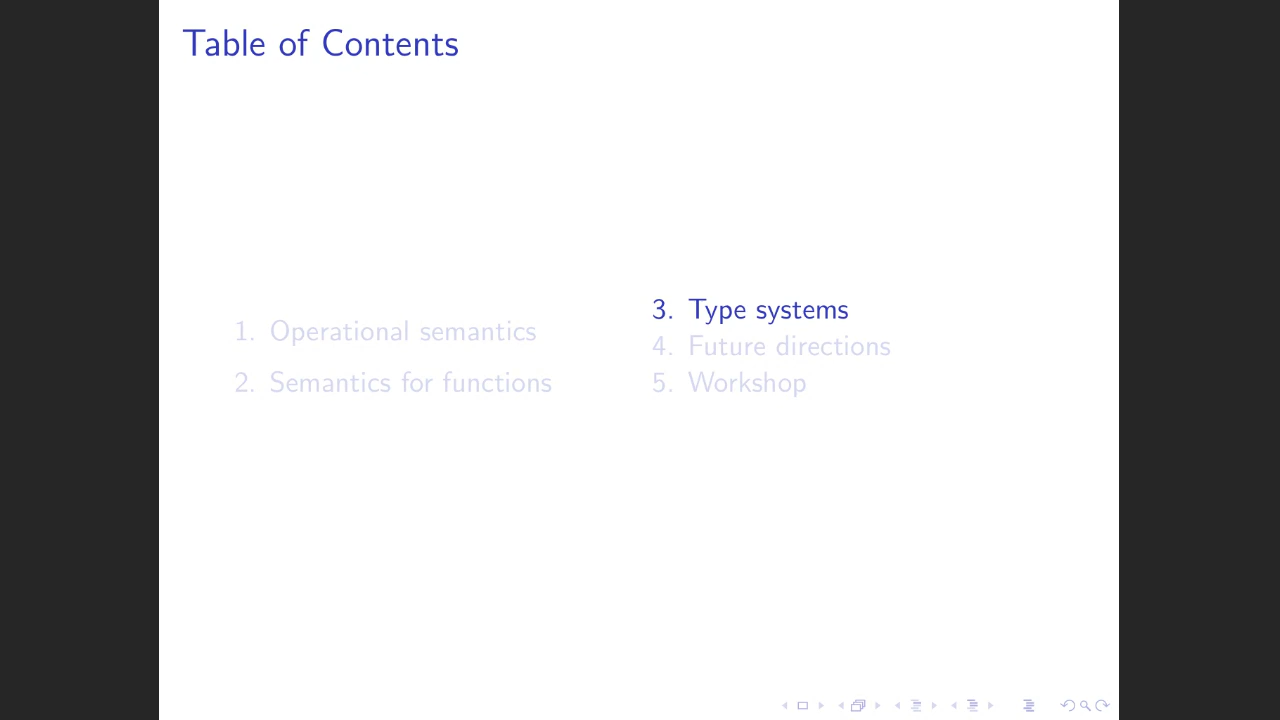 Table of Contents
1. Operational semantics
2. Semantics for functions
3. Type systems
4. Future directions
5. Workshop